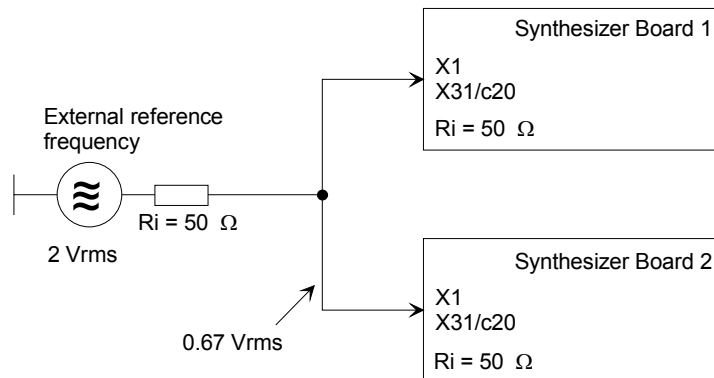 Synthesizer Board 1
X1
X31/c20
Ri = 50 Ω
External reference
frequency
Ri = 50 Ω
2 Vrms
0.67 Vrms
Synthesizer Board 2
X1
X31/c20
Ri = 50 Ω